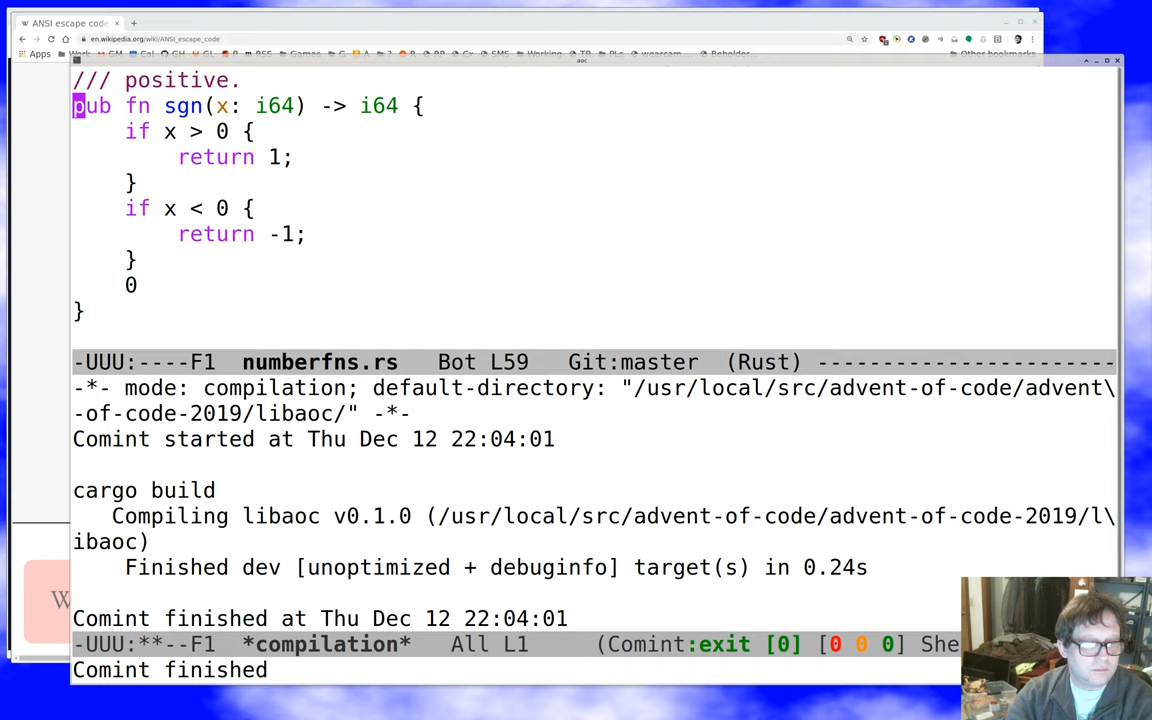 ANSI escape code
en.wikipedia.org/wiki/ANSI_escape_code
Apps
Other bookmarks
.aoc
/// positive.
pub fn sgn(x: i64) -> i64 {
    if x > 0 {
        return 1;
    }
    if x < 0 {
        return -1;
    }
    0
}
-UUU:----F1  numberfns.rs   Bot L59   Git:master  (Rust) -----------------------
-*- mode: compilation; default-directory: "/usr/local/src/advent-of-code/advent\
-of-code-2019/libaoc/" -*-
Comint started at Thu Dec 12 22:04:01
cargo build
   Compiling libaoc v0.1.0 (/usr/local/src/advent-of-code/advent-of-code-2019/l\
ibaoc)
    Finished dev [unoptimized + debuginfo] target(s) in 0.24s
Comint finished at Thu Dec 12 22:04:01
-UUU:**--F1  *compilation*   All L1     (Comint:exit [0] [0 0 0] She
Comint finished